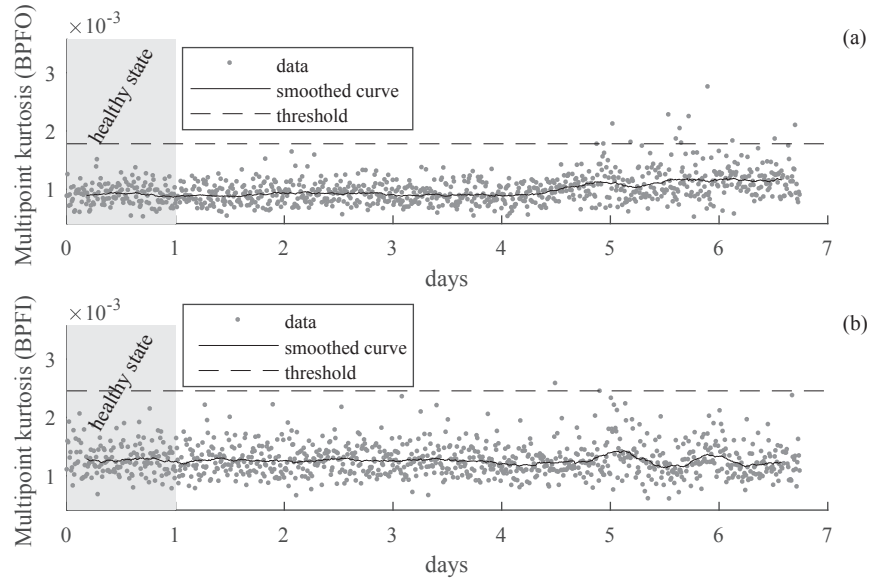 ×10⁻³
(a)
Multipoint kurtosis (BPFO)
healthy state
data
smoothed curve
threshold
3
2
1
0 1 2 3 4 5 6 7
days
×10⁻³
(b)
Multipoint kurtosis (BPFI)
healthy state
data
smoothed curve
threshold
3
2
1
0 1 2 3 4 5 6 7
days